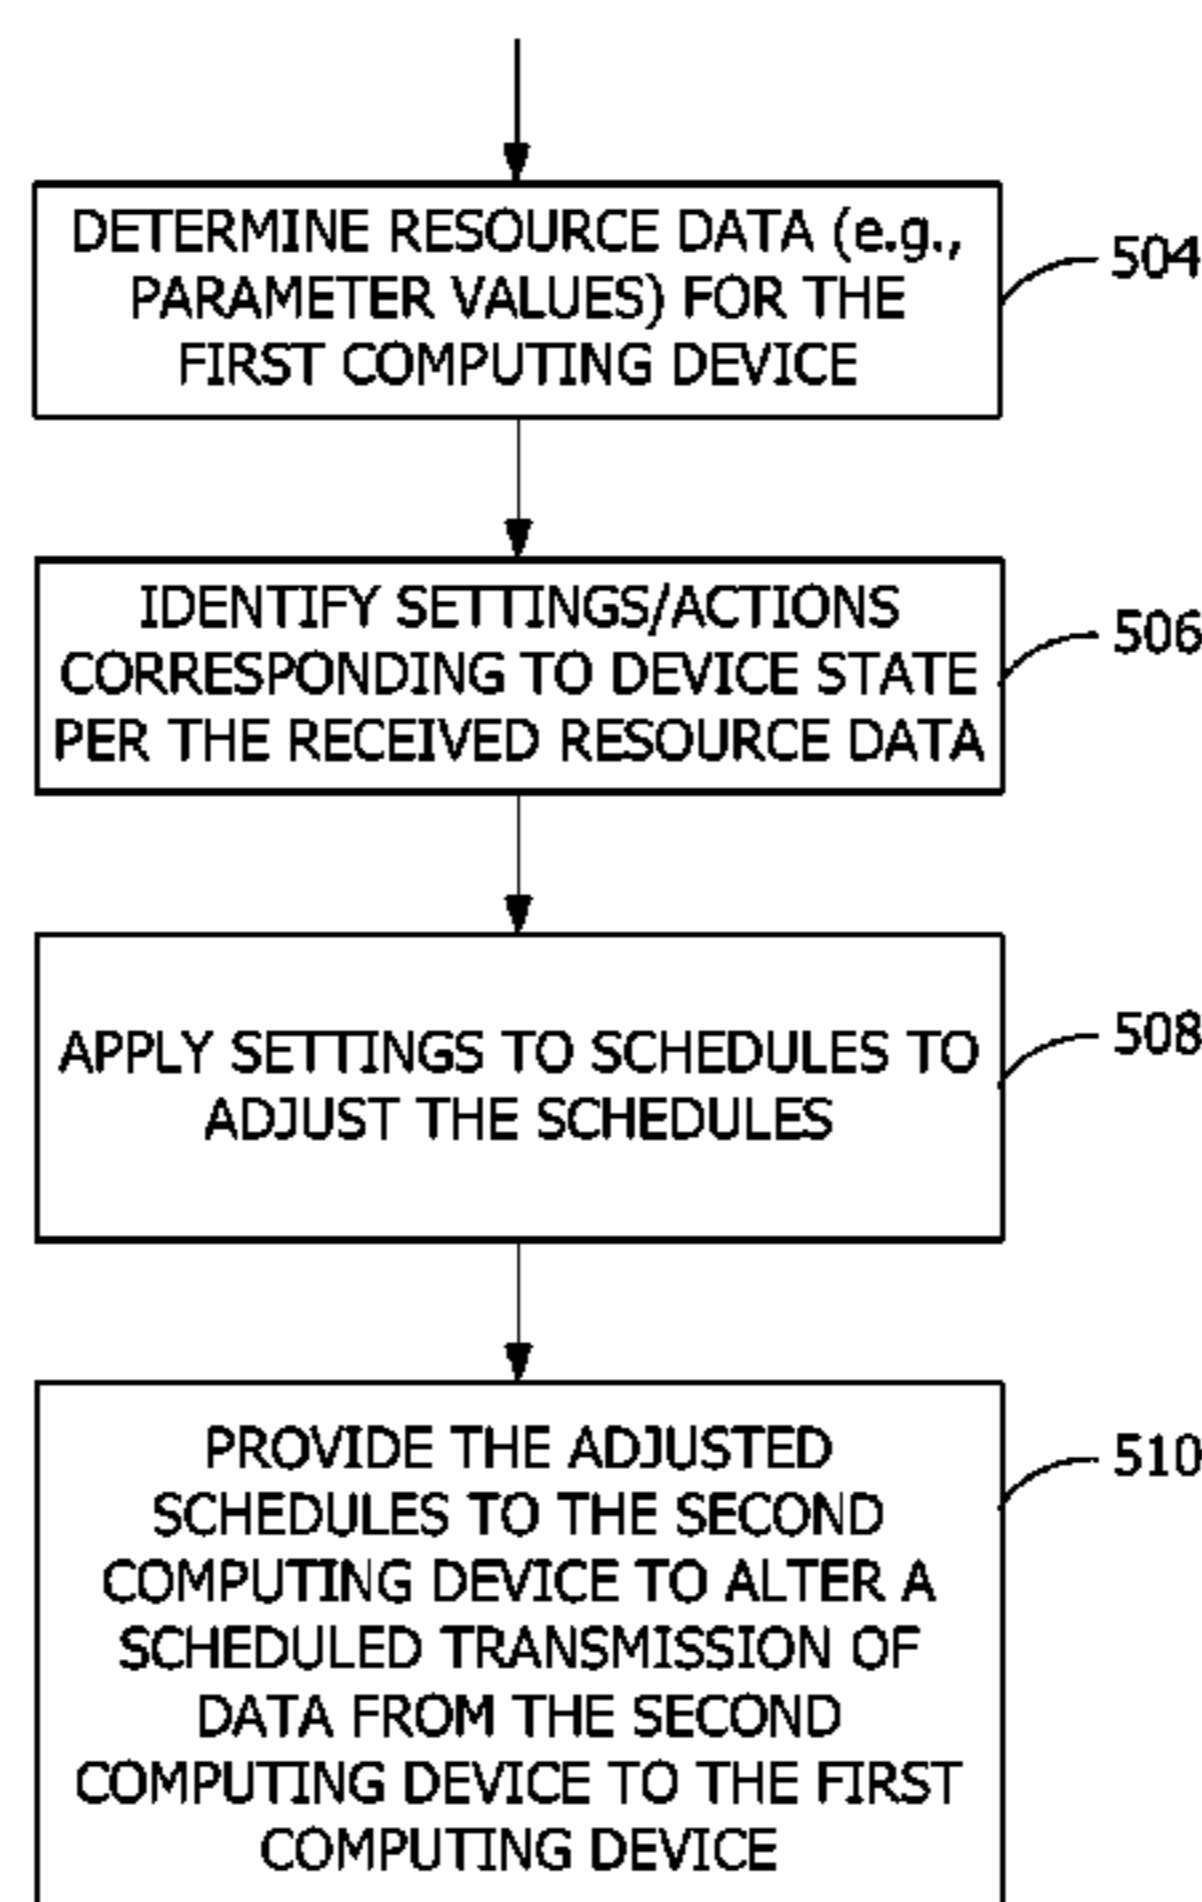 DETERMINE RESOURCE DATA (e.g.,
PARAMETER VALUES) FOR THE
FIRST COMPUTING DEVICE
504
IDENTIFY SETTINGS/ACTIONS
CORRESPONDING TO DEVICE STATE
PER THE RECEIVED RESOURCE DATA
506
APPLY SETTINGS TO SCHEDULES TO
ADJUST THE SCHEDULES
508
PROVIDE THE ADJUSTED
SCHEDULES TO THE SECOND
COMPUTING DEVICE TO ALTER A
SCHEDULED TRANSMISSION OF
DATA FROM THE SECOND
COMPUTING DEVICE TO THE FIRST
COMPUTING DEVICE
510